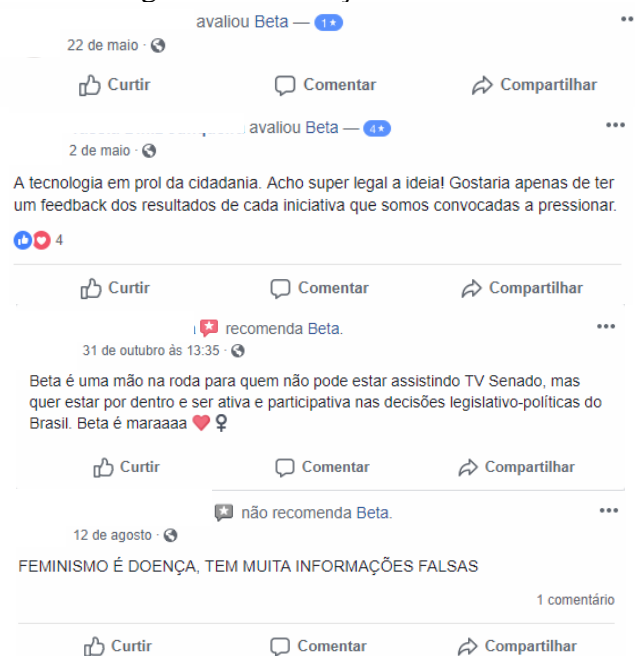 avaliou Beta — 1★
22 de maio ·
Curtir Comentar Compartilhar
avaliou Beta — 4★
2 de maio ·
A tecnologia em prol da cidadania. Acho super legal a ideia! Gostaria apenas de ter
um feedback dos resultados de cada iniciativa que somos convocadas a pressionar.
4
Curtir Comentar Compartilhar
recomenda Beta.
31 de outubro às 13:35 ·
Beta é uma mão na roda para quem não pode estar assistindo TV Senado, mas
quer estar por dentro e ser ativa e participativa nas decisões legislativo-políticas do
Brasil. Beta é maraaaa ❤️ ♀
Curtir Comentar Compartilhar
não recomenda Beta.
12 de agosto ·
FEMINISMO É DOENÇA, TEM MUITA INFORMAÇÕES FALSAS
1 comentário
Curtir Comentar Compartilhar